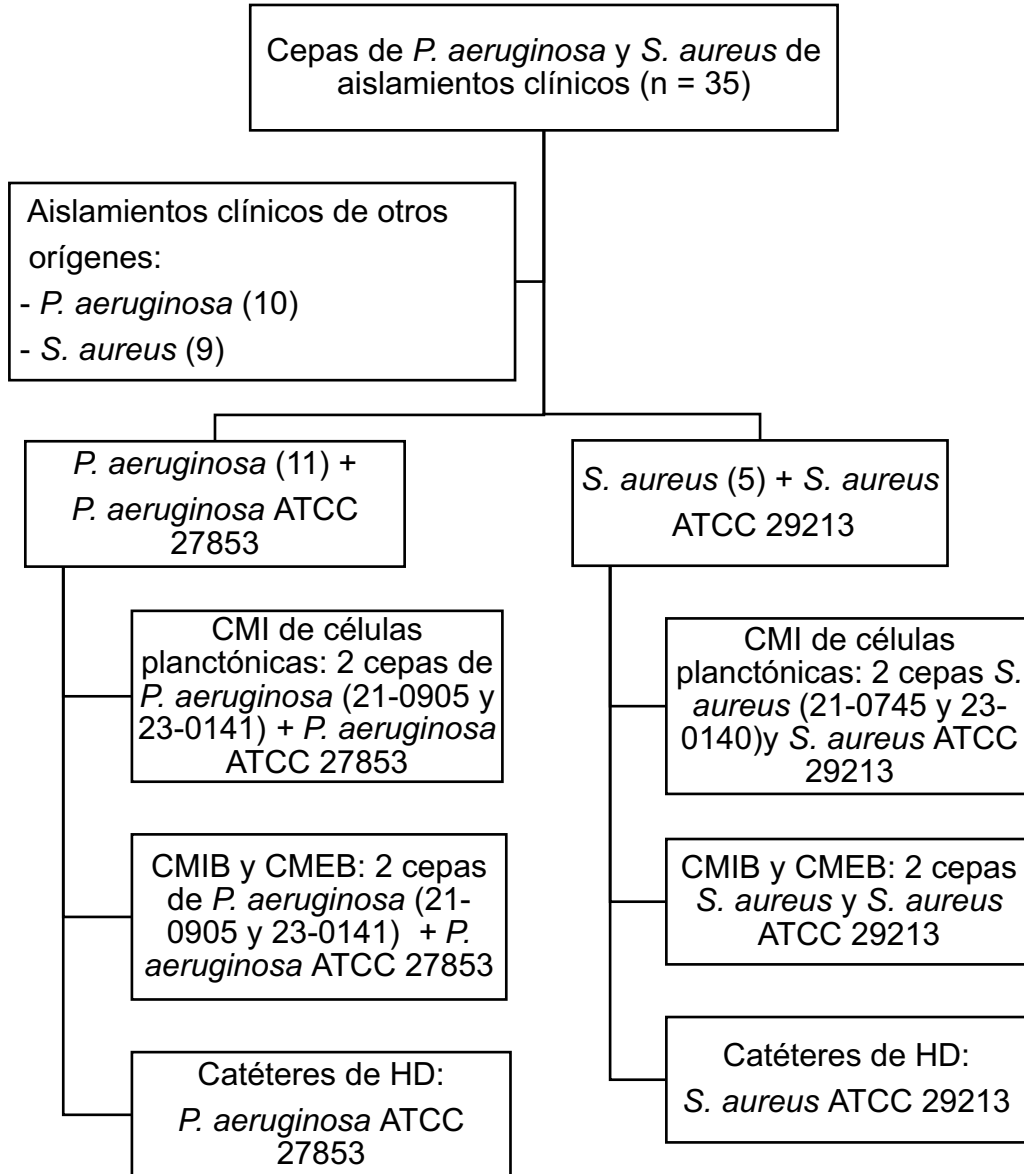 Cepas de P. aeruginosa y S. aureus de
aislamientos clínicos (n = 35)
Aislamientos clínicos de otros
orígenes:
- P. aeruginosa (10)
- S. aureus (9)
P. aeruginosa (11) +
P. aeruginosa ATCC
27853
S. aureus (5) + S. aureus
ATCC 29213
CMI de células
planctónicas: 2 cepas de
P. aeruginosa (21-0905 y
23-0141) + P. aeruginosa
ATCC 27853
CMI de células
planctónicas: 2 cepas S.
aureus (21-0745 y 23-
0140)y S. aureus ATCC
29213
CMIB y CMEB: 2 cepas
de P. aeruginosa (21-
0905 y 23-0141) + P.
aeruginosa ATCC 27853
CMIB y CMEB: 2 cepas
S. aureus y S. aureus
ATCC 29213
Catéteres de HD:
P. aeruginosa ATCC
27853
Catéteres de HD:
S. aureus ATCC 29213